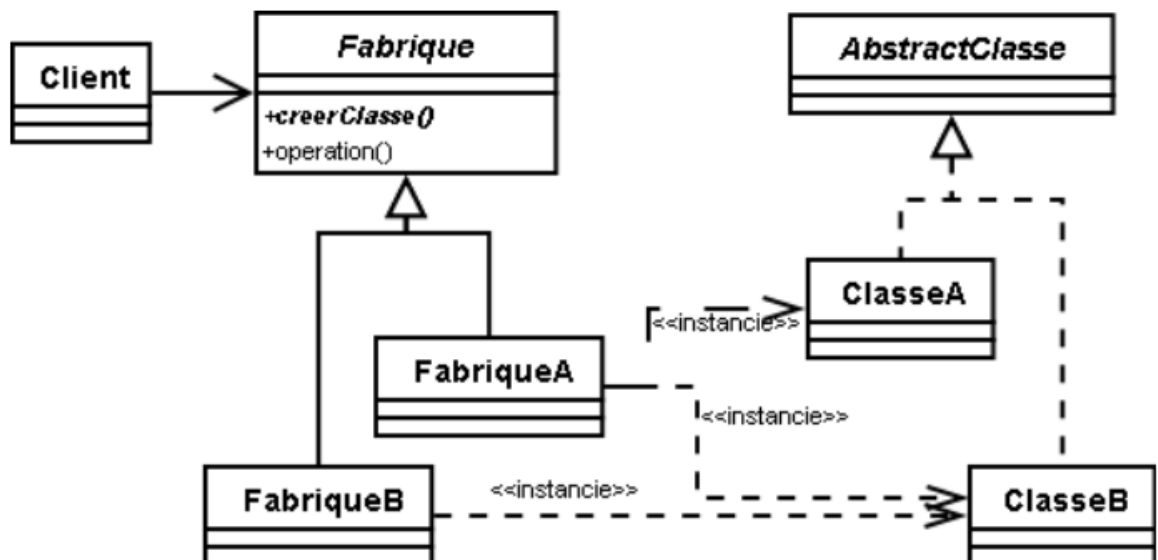 Client
Fabrique
+creerClasse()
+operation()
AbstractClasse
ClasseA
<<instancie>>
FabriqueA
<<instancie>>
FabriqueB
<<instancie>>
ClasseB